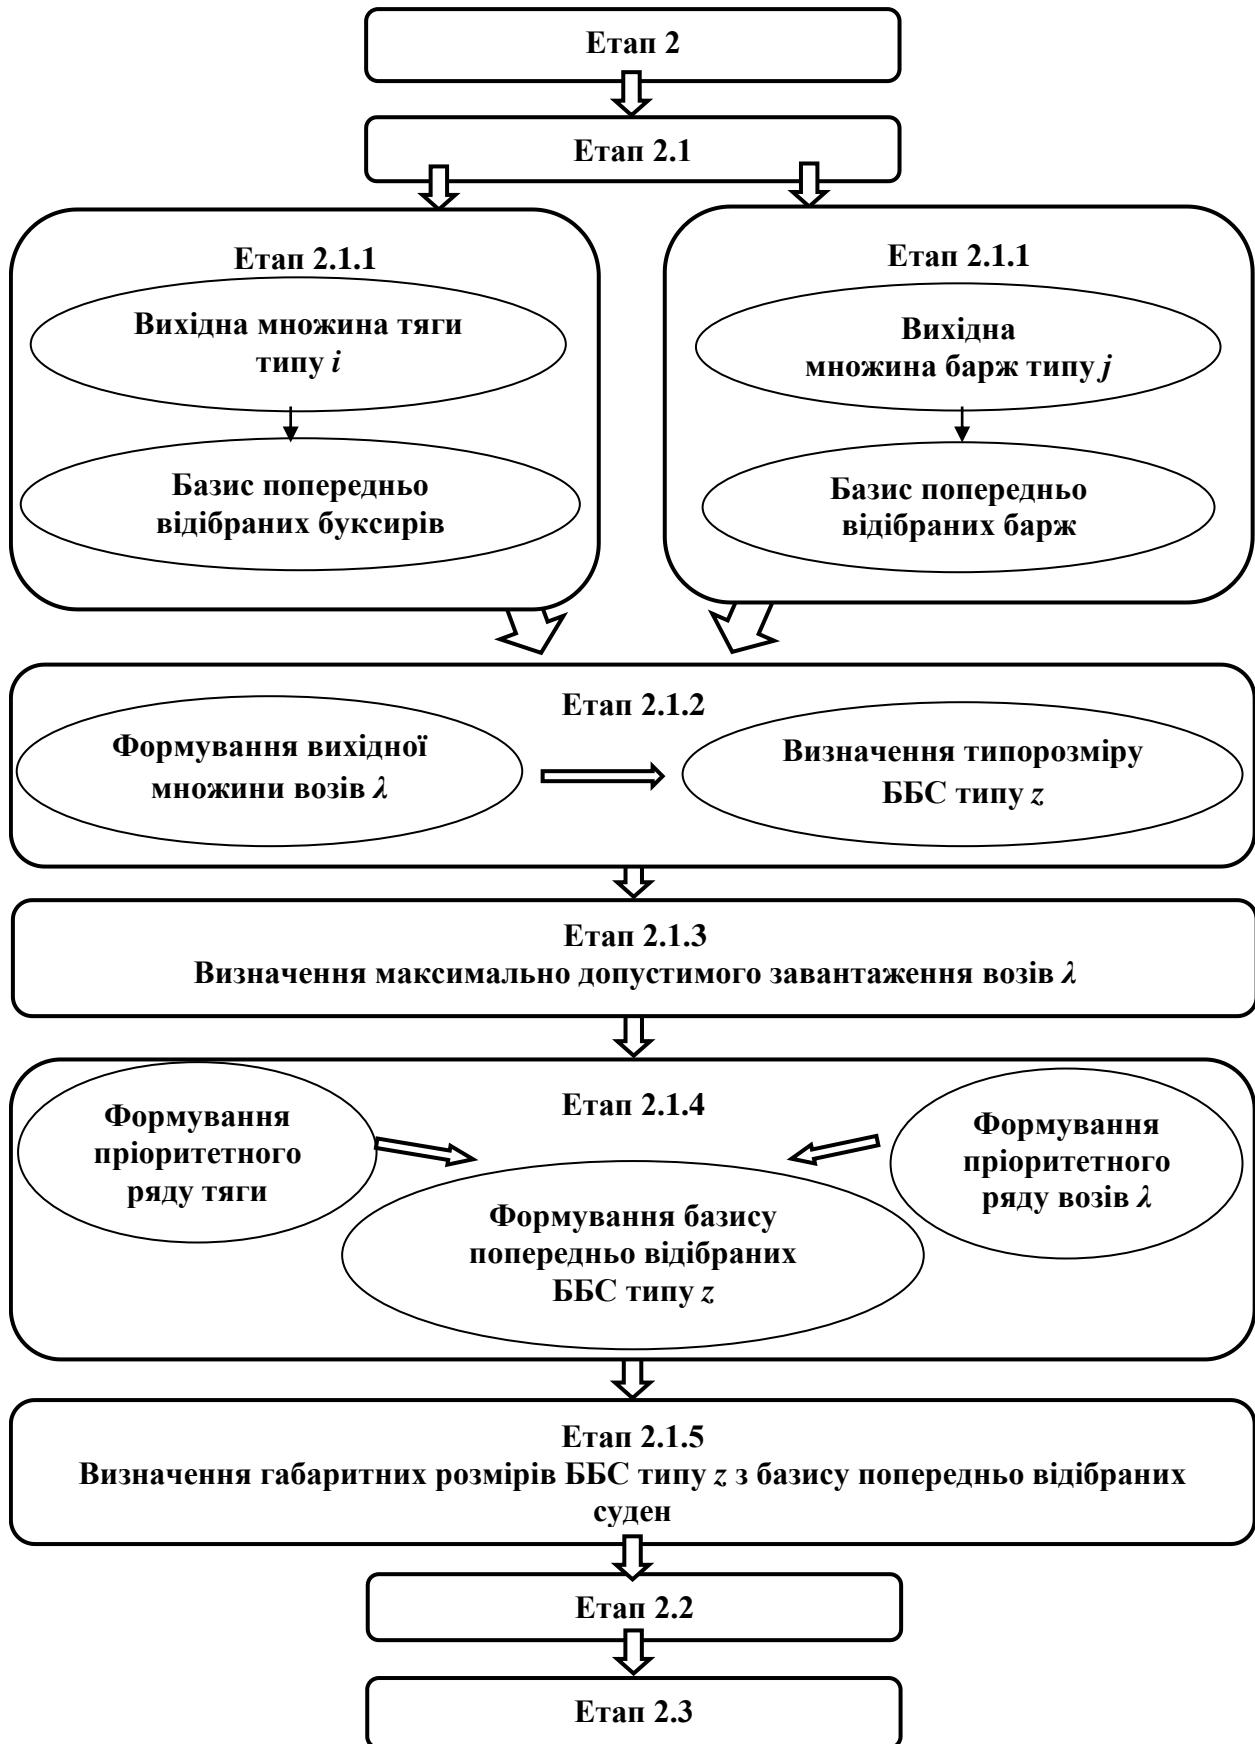 Етап 2
Етап 2.1
Етап 2.1.1
Вихідна множина тяги
типу i
Базис попередньо
відібраних буксирів
Етап 2.1.1
Вихідна
множина барж типу j
Базис попередньо
відібраних барж
Етап 2.1.2
Формування вихідної
множини возів λ
Визначення типорозміру
ББС типу z
Етап 2.1.3
Визначення максимально допустимого завантаження возів λ
Етап 2.1.4
Формування
пріоритетного
ряду тяги
Формування
пріоритетного
ряду возів λ
Формування базису
попередньо відібраних
ББС типу z
Етап 2.1.5
Визначення габаритних розмірів ББС типу z з базису попередньо відібраних
суден
Етап 2.2
Етап 2.3